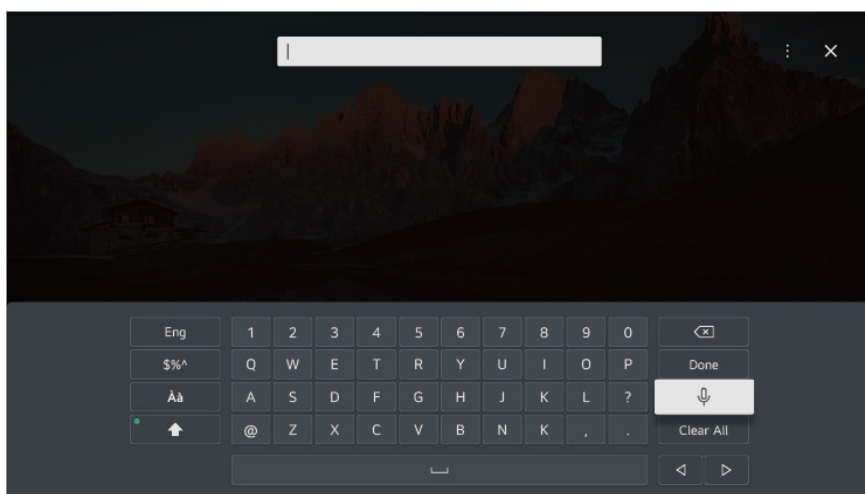 Eng 1 2 3 4 5 6 7 8 9 0
$%^ Q W E T R Y U I O P Done
Àà A S D F G H J K L ?
@ Z X C V B N K , . Clear All